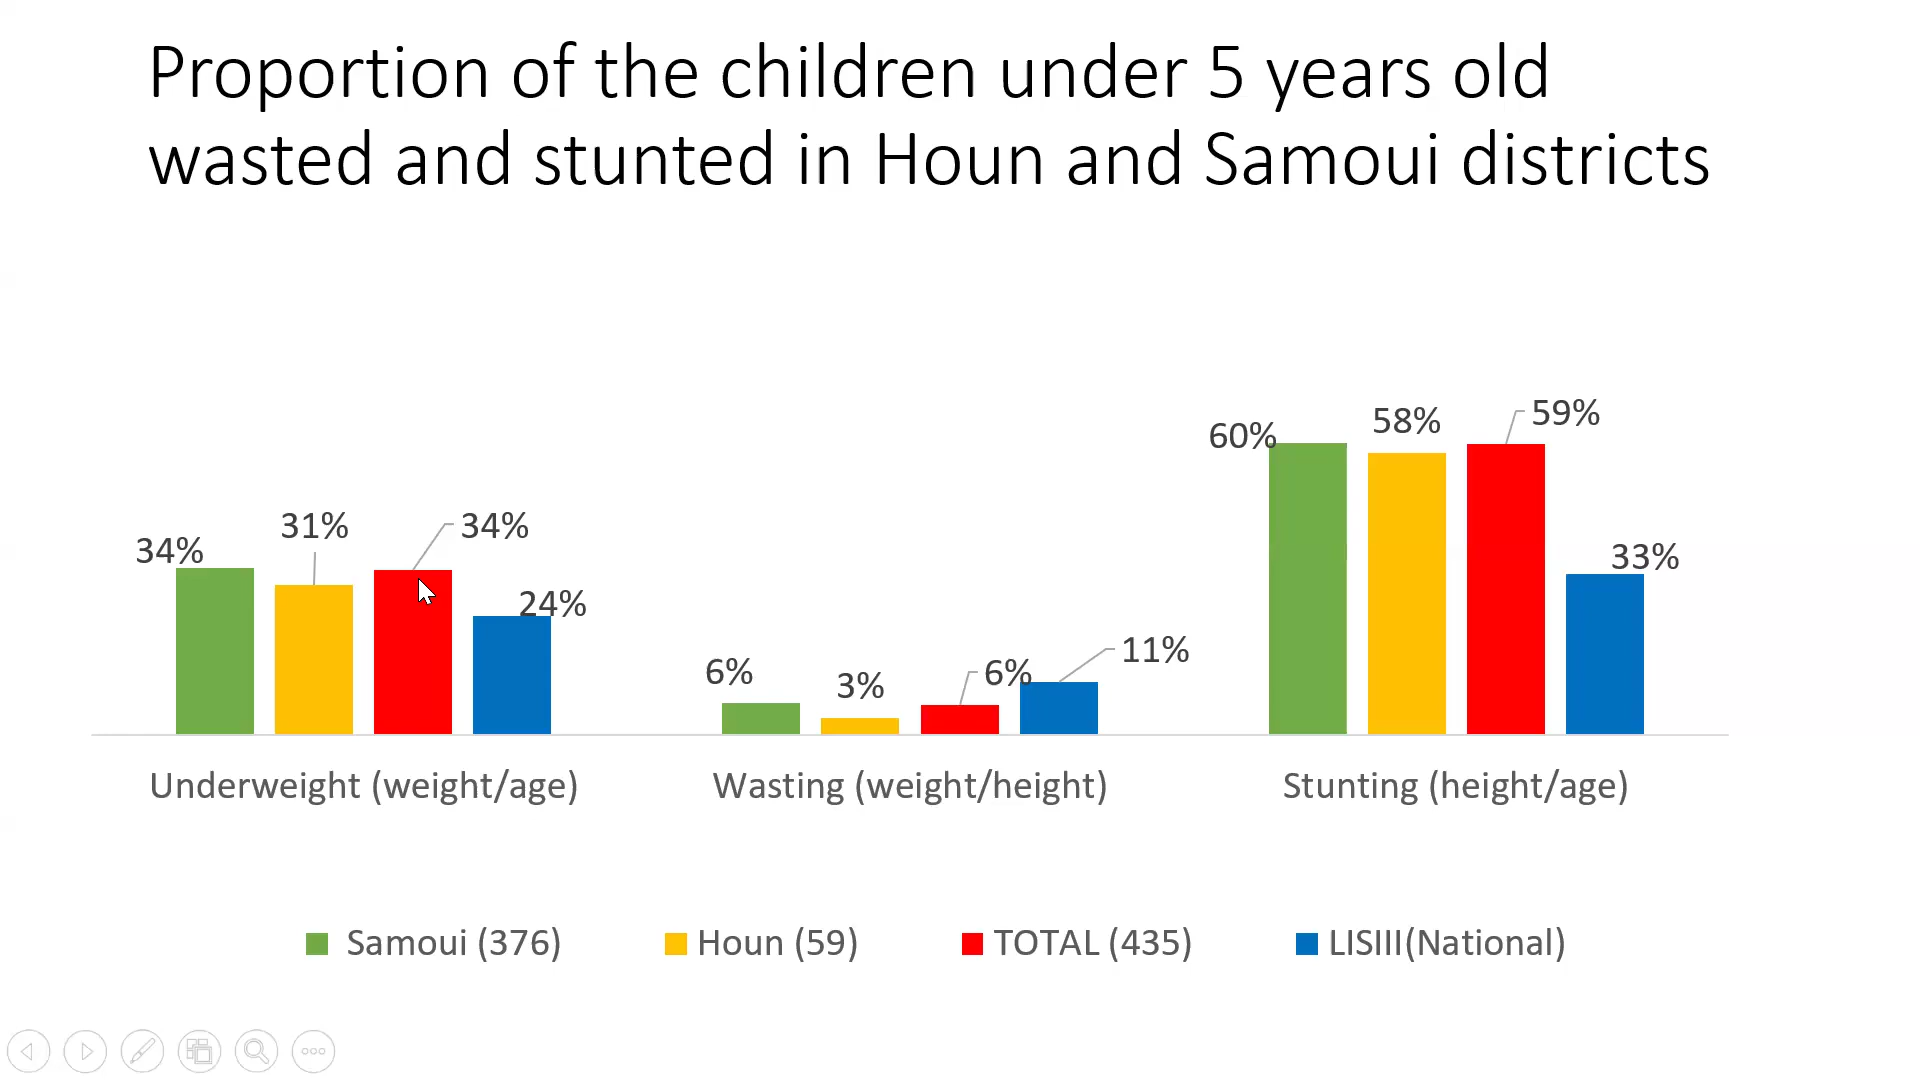 Proportion of the children under 5 years old
wasted and stunted in Houn and Samoui districts
34%
31%
34%
24%
6%
3%
6%
11%
60%
58%
59%
33%
Underweight (weight/age)
Wasting (weight/height)
Stunting (height/age)
Samoui (376)
Houn (59)
TOTAL (435)
LISIII(National)